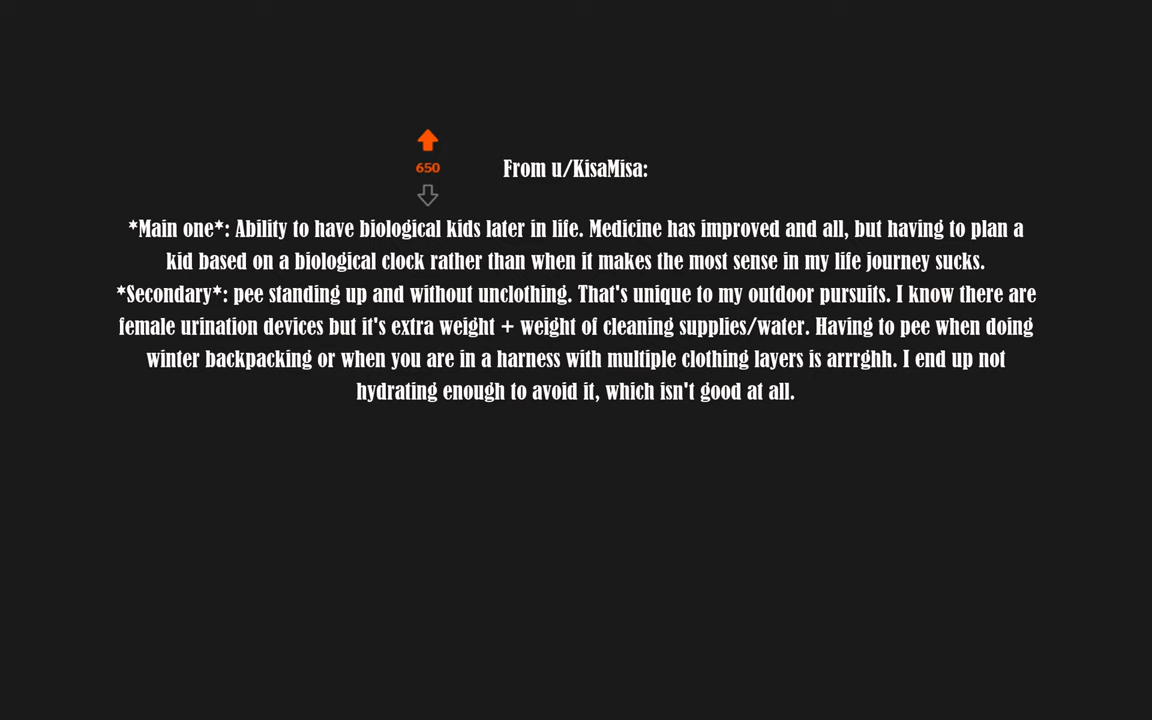 650
From u/KisaMisa:
*Main one*: Ability to have biological kids later in life. Medicine has improved and all, but having to plan a
kid based on a biological clock rather than when it makes the most sense in my life journey sucks.
*Secondary*: pee standing up and without unclothing. That's unique to my outdoor pursuits. I know there are
female urination devices but it's extra weight + weight of cleaning supplies/water. Having to pee when doing
winter backpacking or when you are in a harness with multiple clothing layers is arrrghh. I end up not
hydrating enough to avoid it, which isn't good at all.